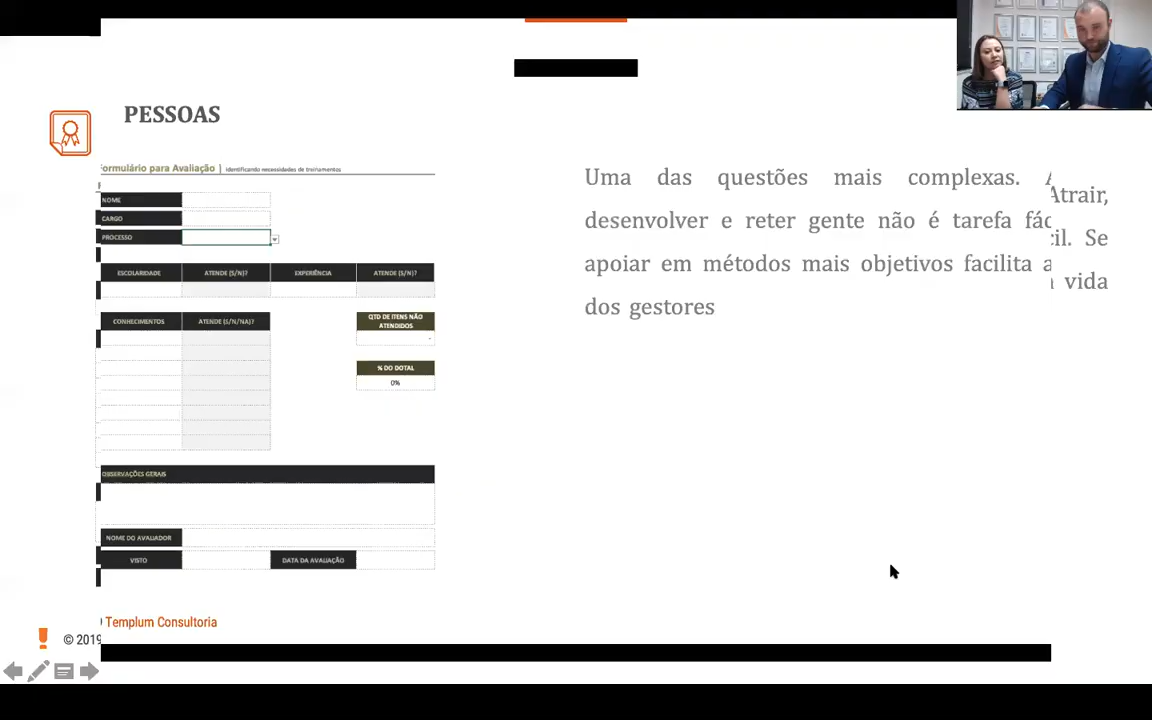 PESSOAS
Formulário para Avaliação | Identificando necessidades de treinamentos
NOME
CARGO
PROCESSO
ESCOLARIDADE ATENDE (S/N)? EXPERIÊNCIA ATENDE (S/N)?
CONHECIMENTOS ATENDE (S/N/NA)? QTD DE ITENS NÃO
ATENDIDOS
-
% DO DOTAL
0%
OBSERVAÇÕES GERAIS
NOME DO AVALIADOR
VISTO DATA DA AVALIAÇÃO
Uma das questões mais complexas. Atrair,
desenvolver e reter gente não é tarefa fácil. Se
apoiar em métodos mais objetivos facilita a vida
dos gestores
© 2019 Templum Consultoria